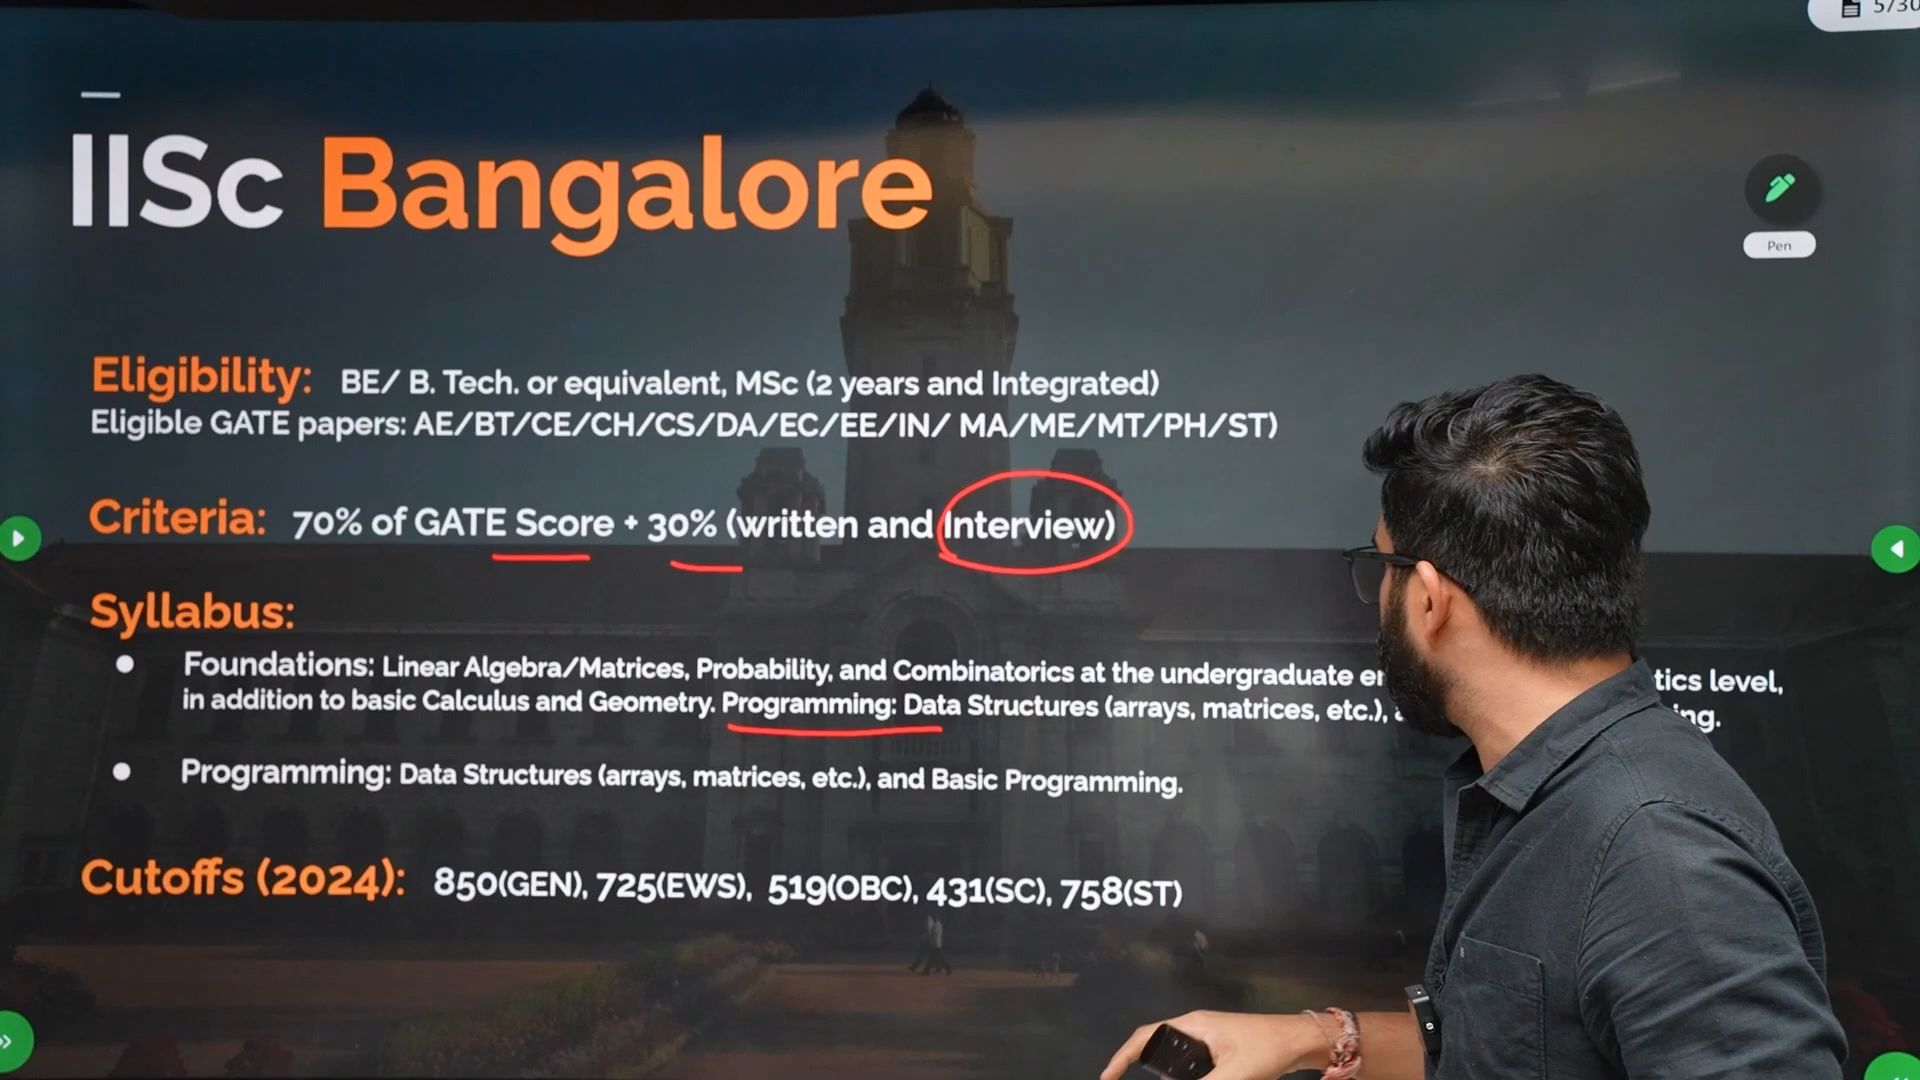 5/30
IISc Bangalore
Pen
Eligibility: BE/ B. Tech. or equivalent, MSc (2 years and Integrated)
Eligible GATE papers: AE/BT/CE/CH/CS/DA/EC/EE/IN/ MA/ME/MT/PH/ST)
Criteria: 70% of GATE Score + 30% (written and Interview)
Syllabus:
● Foundations: Linear Algebra/Matrices, Probability, and Combinatorics at the undergraduate tics level,
in addition to basic Calculus and Geometry. Programming: Data Structures (arrays, matrices, etc.), ng.
● Programming: Data Structures (arrays, matrices, etc.), and Basic Programming.
Cutoffs (2024): 850(GEN), 725(EWS), 519(OBC), 431(SC), 758(ST)